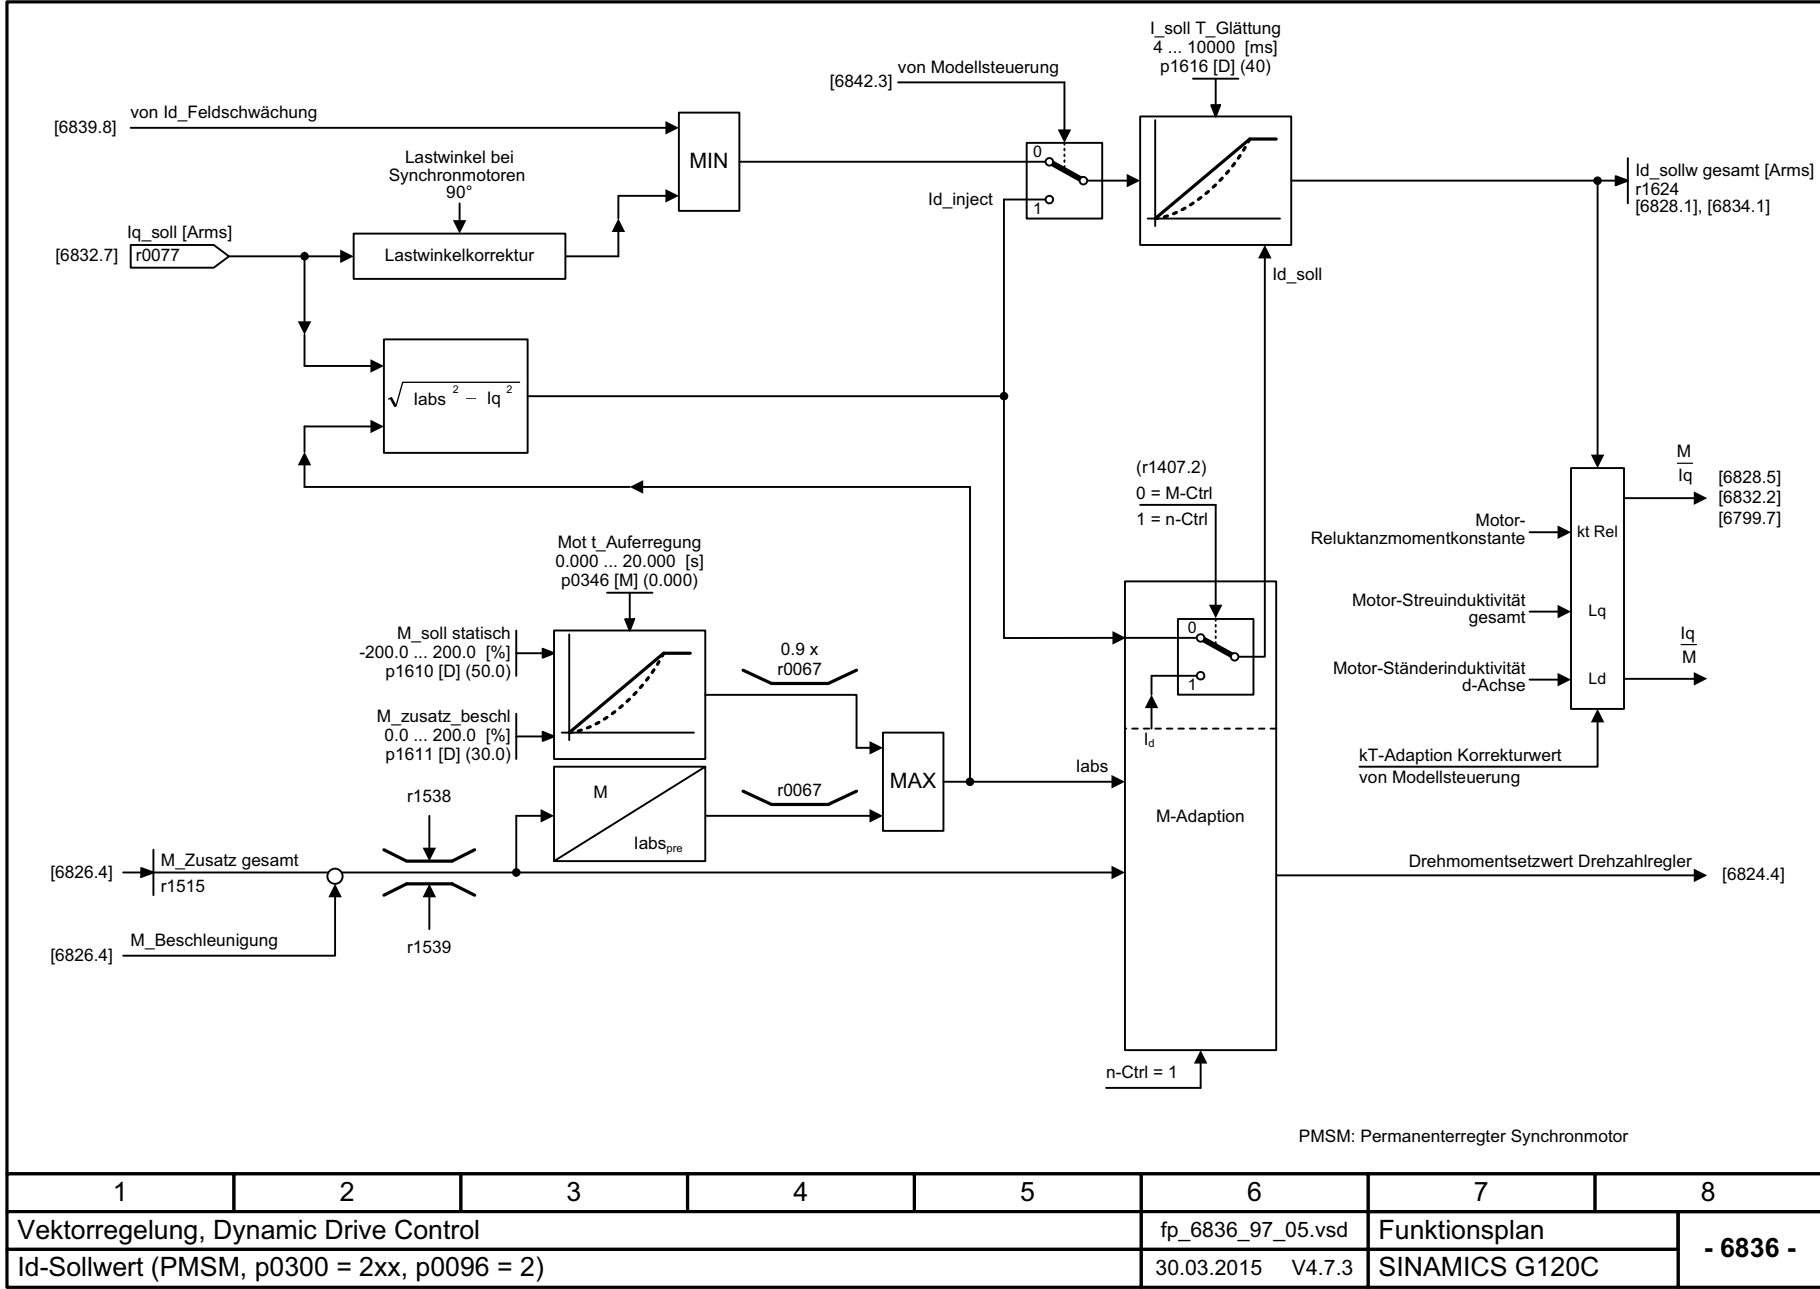 I_soll T_Glättung
4 ... 10000 [ms]
p1616 [D] (40)
von Modellsteuerung
[6842.3]
von Id_Feldschwächung
[6839.8]
MIN
Lastwinkel bei
Synchronmotoren
90°
0
1
Id_inject
Id_sollw gesamt [Arms]
r1624
[6828.1], [6834.1]
Iq_soll [Arms]
[6832.7]
r0077
Lastwinkelkorrektur
Id_soll
√ Iabs ² – Iq ²
(r1407.2)
0 = M-Ctrl
1 = n-Ctrl
M
Iq
[6828.5]
[6832.2]
[6799.7]
Motor-
Reluktanzmomentkonstante
kt Rel
Mot t_Auferregung
0.000 ... 20.000 [s]
p0346 [M] (0.000)
Motor-Streuinduktivität
gesamt
Lq
M_soll statisch
-200.0 ... 200.0 [%]
p1610 [D] (50.0)
0.9 x
r0067
0
1
Iq
M
Motor-Ständerinduktivität
d-Achse
Ld
M_zusatz_beschl
0.0 ... 200.0 [%]
p1611 [D] (30.0)
Id
kT-Adaption Korrekturwert
von Modellsteuerung
Iabs
MAX
r1538
M
Iabspre
r0067
M-Adaption
[6826.4]
M_Zusatz gesamt
r1515
Drehmomentsetzwert Drehzahlregler
[6824.4]
M_Beschleunigung
[6826.4]
r1539
n-Ctrl = 1
PMSM: Permanenterregter Synchronmotor
1 2 3 4 5 6 7 8
Vektorregelung, Dynamic Drive Control
fp_6836_97_05.vsd
Funktionsplan
- 6836 -
Id-Sollwert (PMSM, p0300 = 2xx, p0096 = 2)
30.03.2015 V4.7.3
SINAMICS G120C